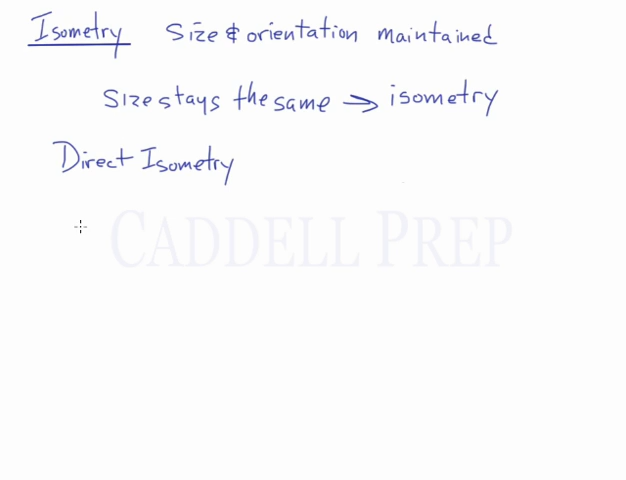 Isometry Size & orientation maintained
Size stays the same → isometry
Direct Isometry
CADDELL PREP